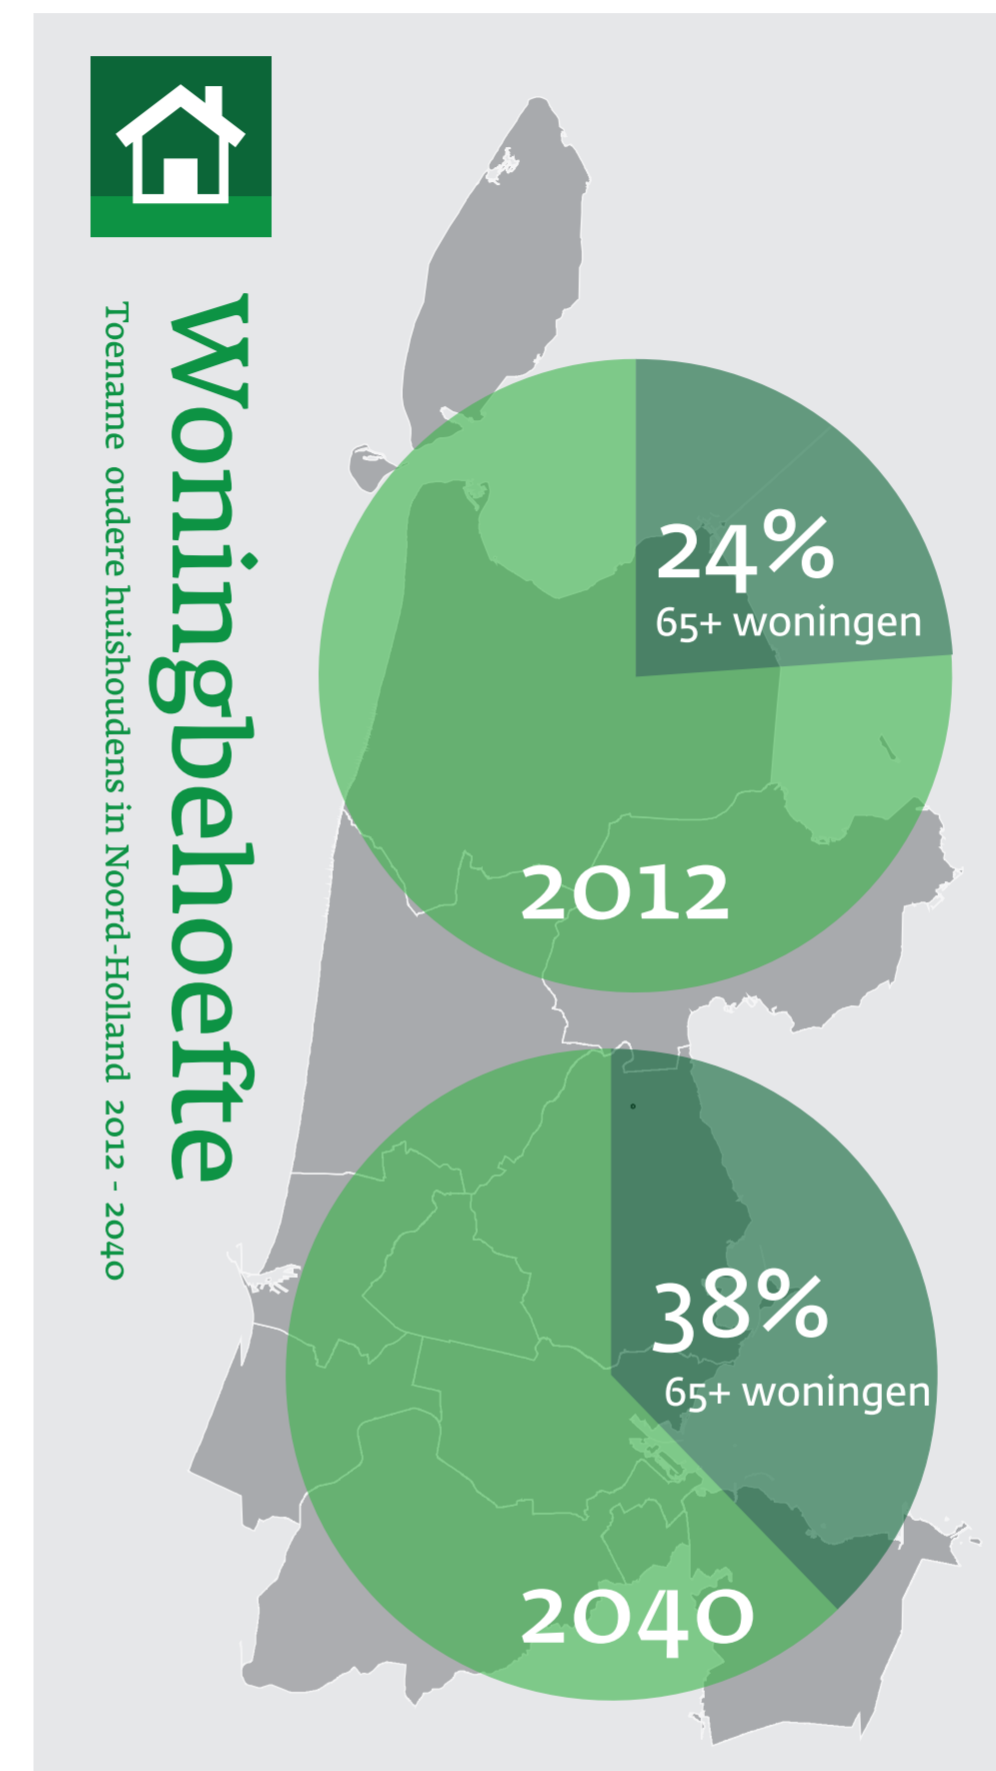 Woningbehoefte
Toename oudere huishoudens in Noord-Holland 2012 - 2040
24%
65+ woningen
2012
38%
65+ woningen
2040